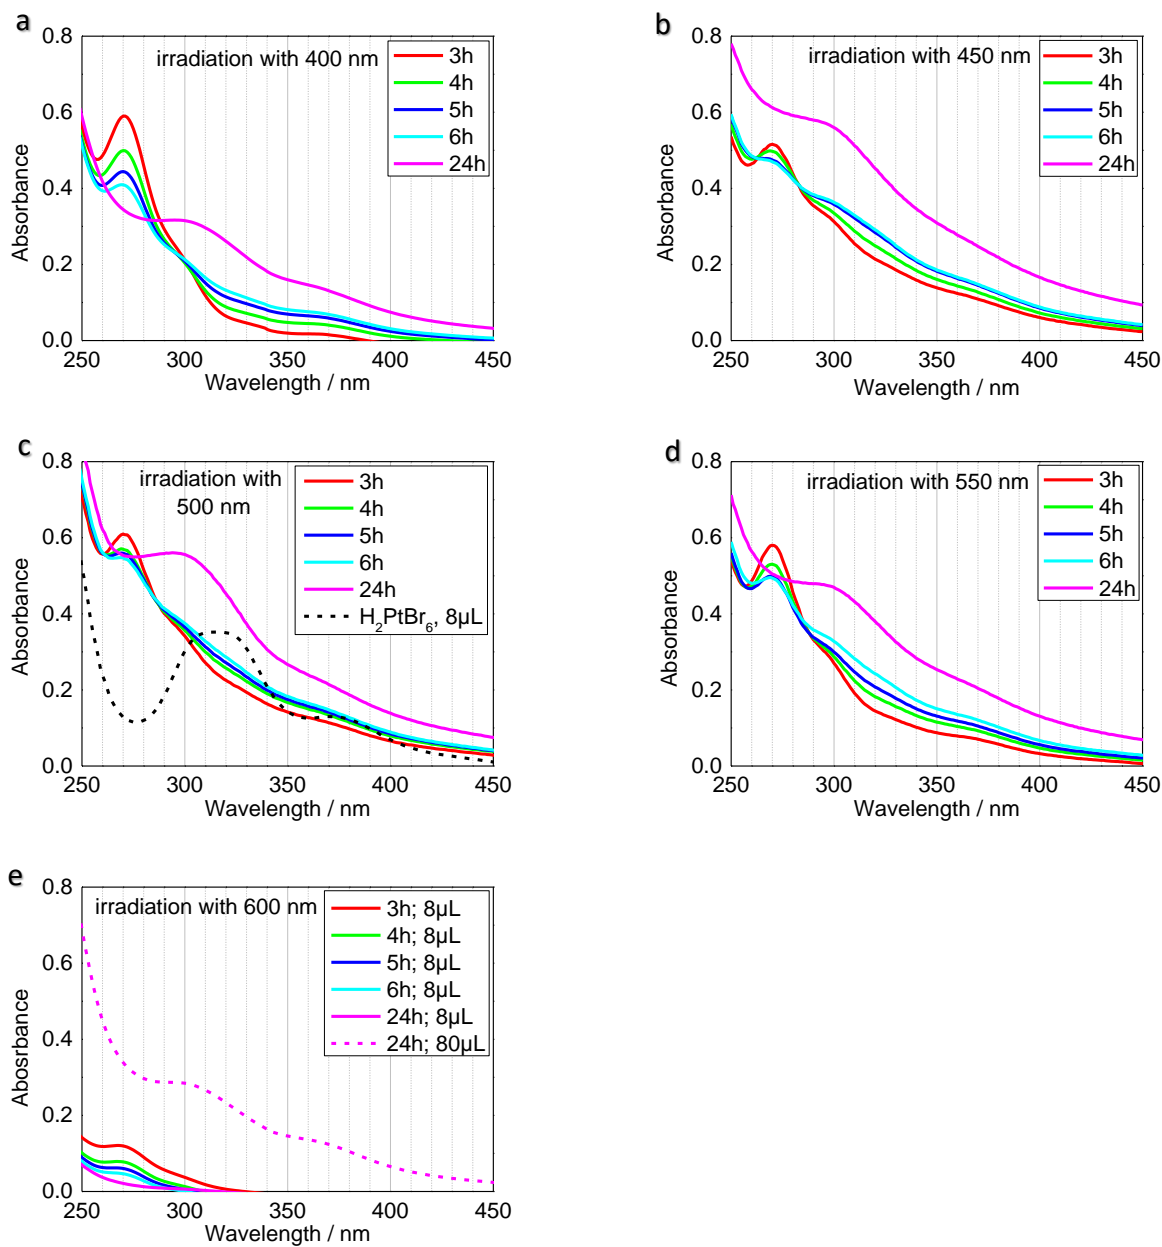 a
0.8
0.6
0.4
0.2
0.0
Absorbance
irradiation with 400 nm
3h
4h
5h
6h
24h
250 300 350 400 450
Wavelength / nm
b
0.8
0.6
0.4
0.2
0.0
Absorbance
irradiation with 450 nm
3h
4h
5h
6h
24h
250 300 350 400 450
Wavelength / nm
c
0.8
0.6
0.4
0.2
0.0
Absorbance
irradiation with
500 nm
3h
4h
5h
6h
24h
H₂PtBr₆, 8µL
250 300 350 400 450
Wavelength / nm
d
0.8
0.6
0.4
0.2
0.0
Absorbance
irradiation with 550 nm
3h
4h
5h
6h
24h
250 300 350 400 450
Wavelength / nm
e
0.8
0.6
0.4
0.2
0.0
Abosrbance
irradiation with 600 nm
3h; 8µL
4h; 8µL
5h; 8µL
6h; 8µL
24h; 8µL
24h; 80µL
250 300 350 400 450
Wavelength / nm